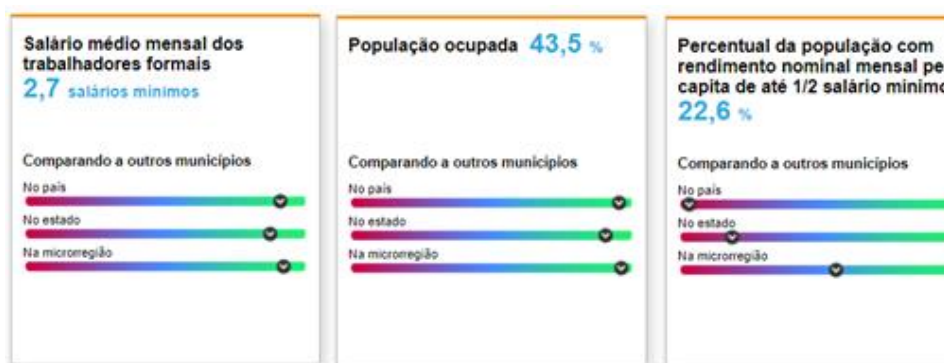 Salário médio mensal dos
trabalhadores formais
2,7 salários mínimos
Comparando a outros municípios
No país
No estado
Na microrregião
População ocupada 43,5 %
Comparando a outros municípios
No país
No estado
Na microrregião
Percentual da população com
rendimento nominal mensal pe
capita de até 1/2 salário mínimo
22,6 %
Comparando a outros municípios
No país
No estado
Na microrregião